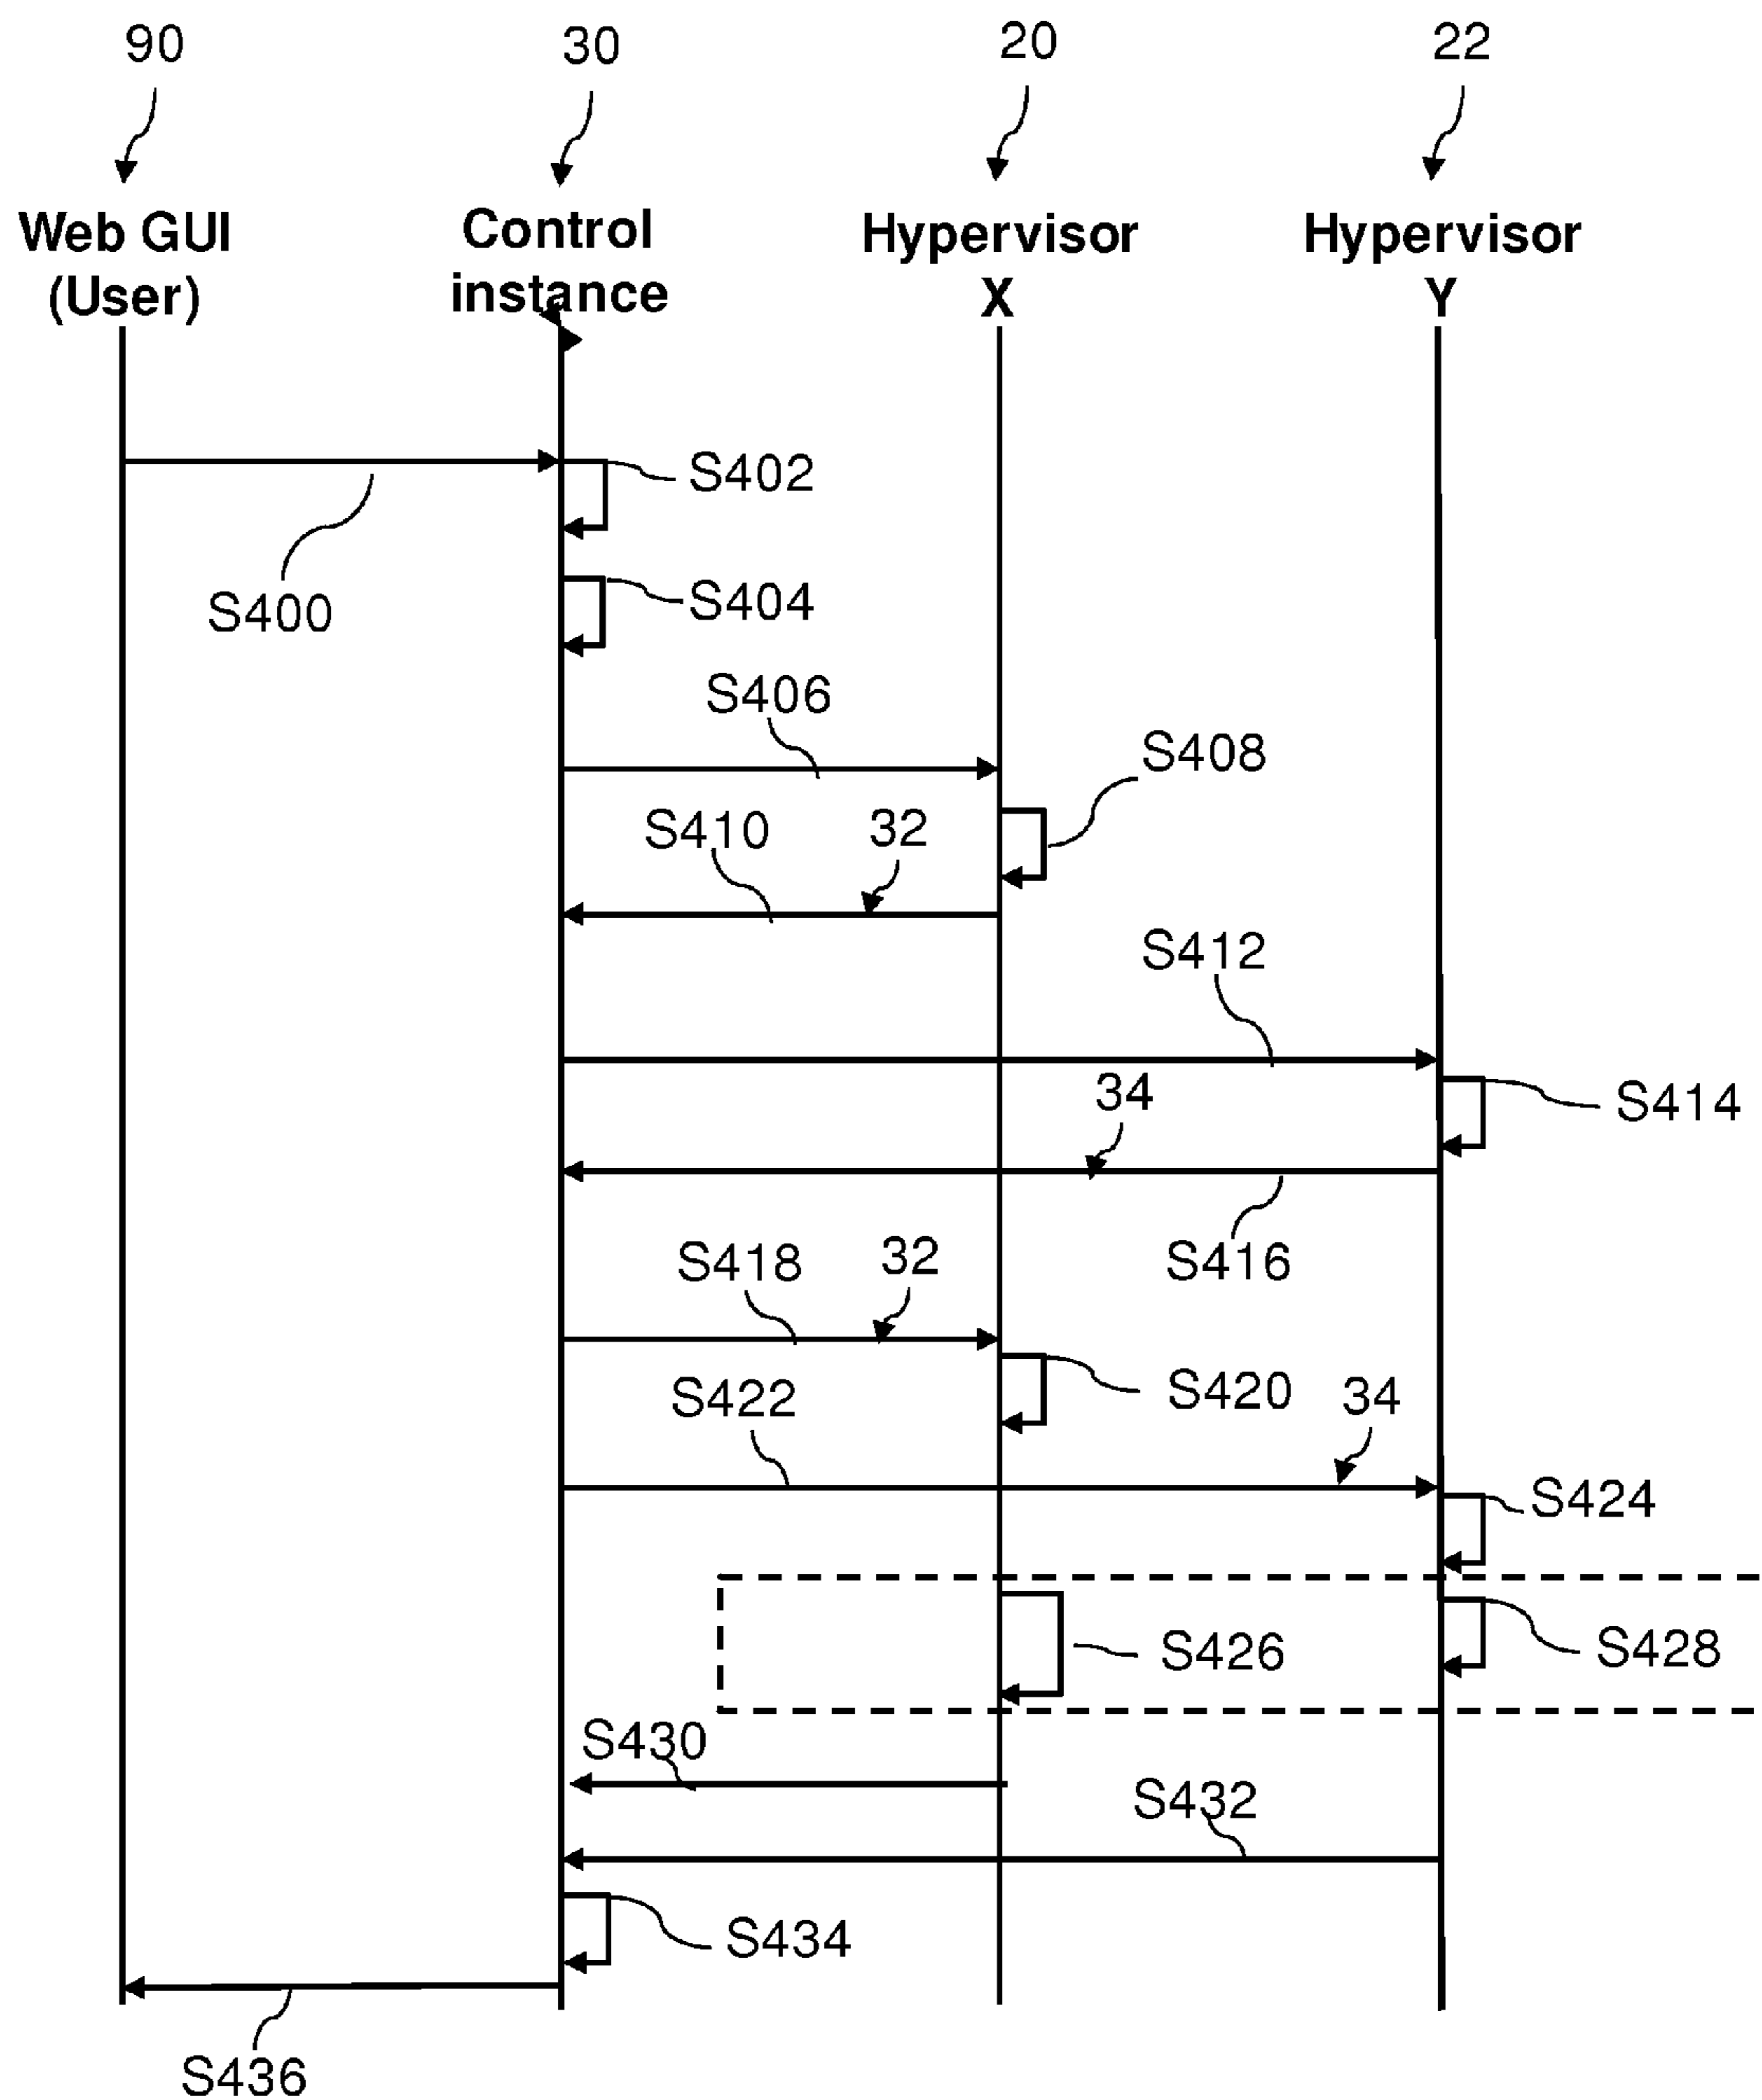 90
30
20
22
Web GUI
(User)
Control
instance
Hypervisor
X
Hypervisor
Y
S402
S400
S404
S406
S408
S410
32
S412
34
S414
S416
S418
32
S420
S422
34
S424
S426
S428
S430
S432
S434
S436